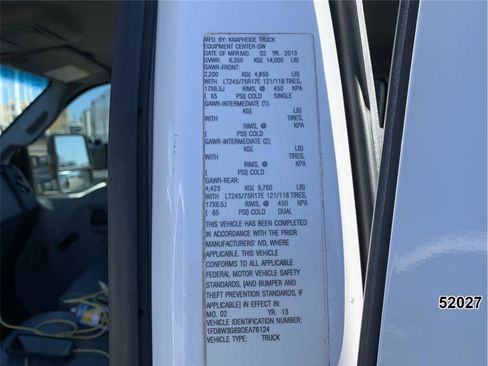 MFD. BY: KNAPHEIDE TRUCK
EQUIPMENT CENTER-SW
DATE OF MFD.:MO. 02 YR. 2013
GVWR: 6,350 KG( 14,000 LB)
GAWR-FRONT:
2,200 KG( 4,850 LB)
WITH LT245/75R17E 121/118 TIRES,
17X6.5J RIMS, @ 450 KPA
( 65 PSI) COLD SINGLE
GAWR-INTERMEDIATE (1):
KG( LB)
WITH TIRES,
RIMS, @ KPA
( PSI) COLD
GAWR-INTERMEDIATE (2):
KG( LB)
WITH TIRES,
RIMS, @ KPA
( PSI) COLD
GAWR-REAR:
4,423 KG( 9,750 LB)
WITH LT245/75R17E 121/118 TIRES,
17X6.5J RIMS, @ 450 KPA
( 65 PSI) COLD DUAL
THIS VEHICLE HAS BEEN COMPLETED
IN ACCORDANCE WITH THE PRIOR
MANUFACTURERS' IVD, WHERE
APPLICABLE. THIS VEHICLE
CONFORMS TO ALL APPLICABLE
FEDERAL MOTOR VEHICLE SAFETY
STANDARDS, [AND BUMPER AND
THEFT PREVENTION STANDARDS, IF
APPLICABLE] IN EFFECT IN:
MO. 02 YR. 13
VEHICLE IDENTIFICATION NUMBER:
1FD8W3G69DEA76124
VEHICLE TYPE: TRUCK
52027